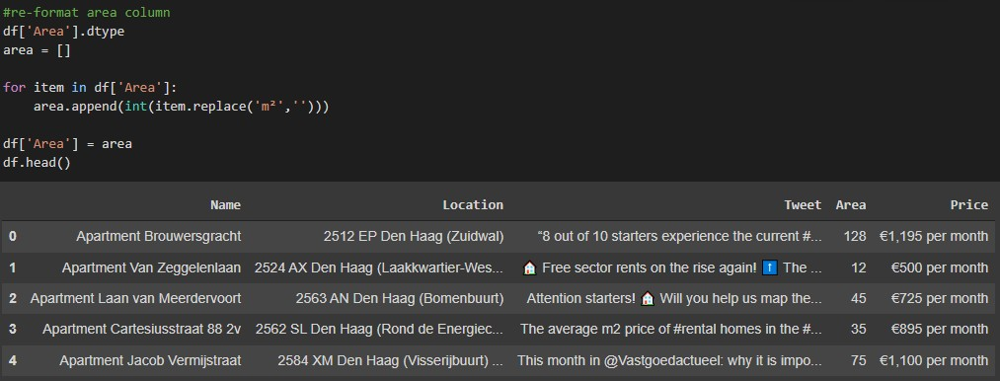 #re-format area column
df['Area'].dtype
area = []
for item in df['Area']:
area.append(int(item.replace('m²','')))
df['Area'] = area
df.head()
Name Location Tweet Area Price
0 Apartment Brouwersgracht 2512 EP Den Haag (Zuidwal) “8 out of 10 starters experience the current #... 128 €1,195 per month
1 Apartment Van Zeggelenlaan 2524 AX Den Haag (Laakkwartier-Wes... 🏠 Free sector rents on the rise again! ⬆️ The ... 12 €500 per month
2 Apartment Laan van Meerdervoort 2563 AN Den Haag (Bomenbuurt) Attention starters! 🏠 Will you help us map the... 45 €725 per month
3 Apartment Cartesiusstraat 88 2v 2562 SL Den Haag (Rond de Energiec... The average m2 price of #rental homes in the #... 35 €895 per month
4 Apartment Jacob Vermijstraat 2584 XM Den Haag (Visserijbuurt) ... This month in @Vastgoedactueel: why it is impo... 75 €1,100 per month